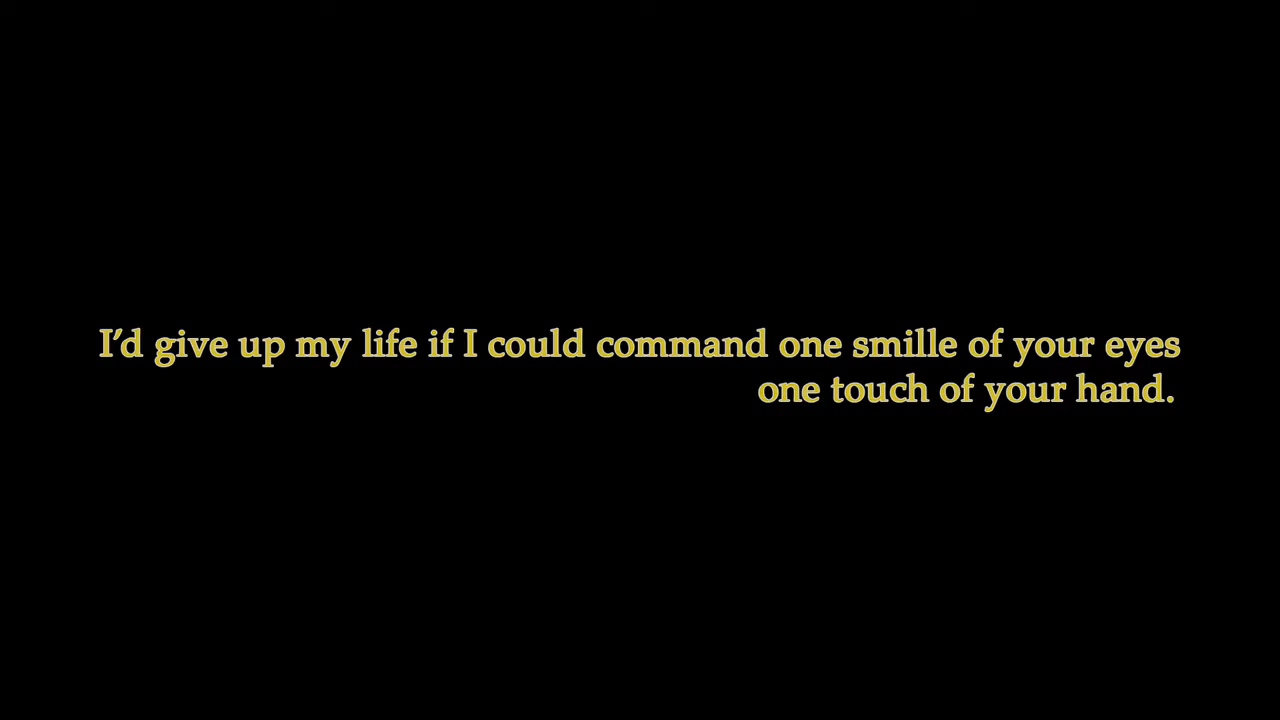 I’d give up my life if I could command one smille of your eyes
one touch of your hand.